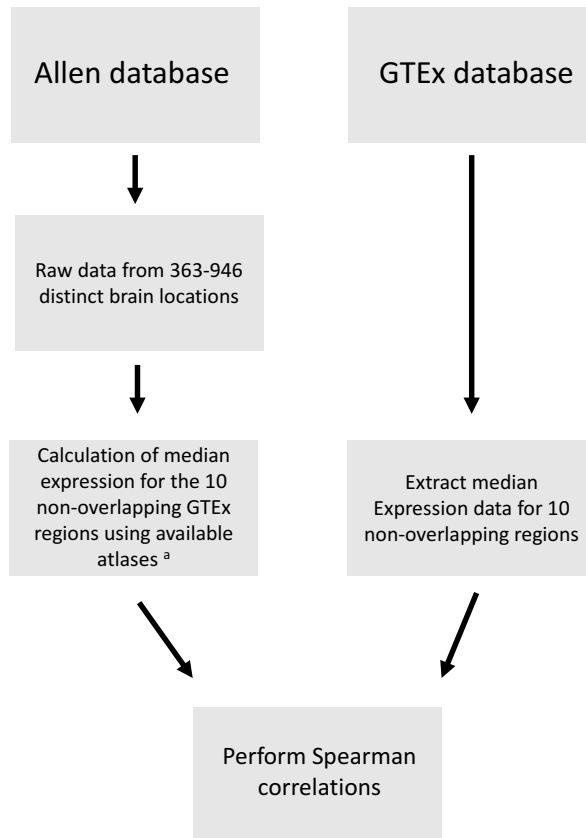 Allen database
GTEx database
Raw data from 363-946
distinct brain locations
Calculation of median
expression for the 10
non-overlapping GTEx
regions using available
atlases a
Extract median
Expression data for 10
non-overlapping regions
Perform Spearman
correlations